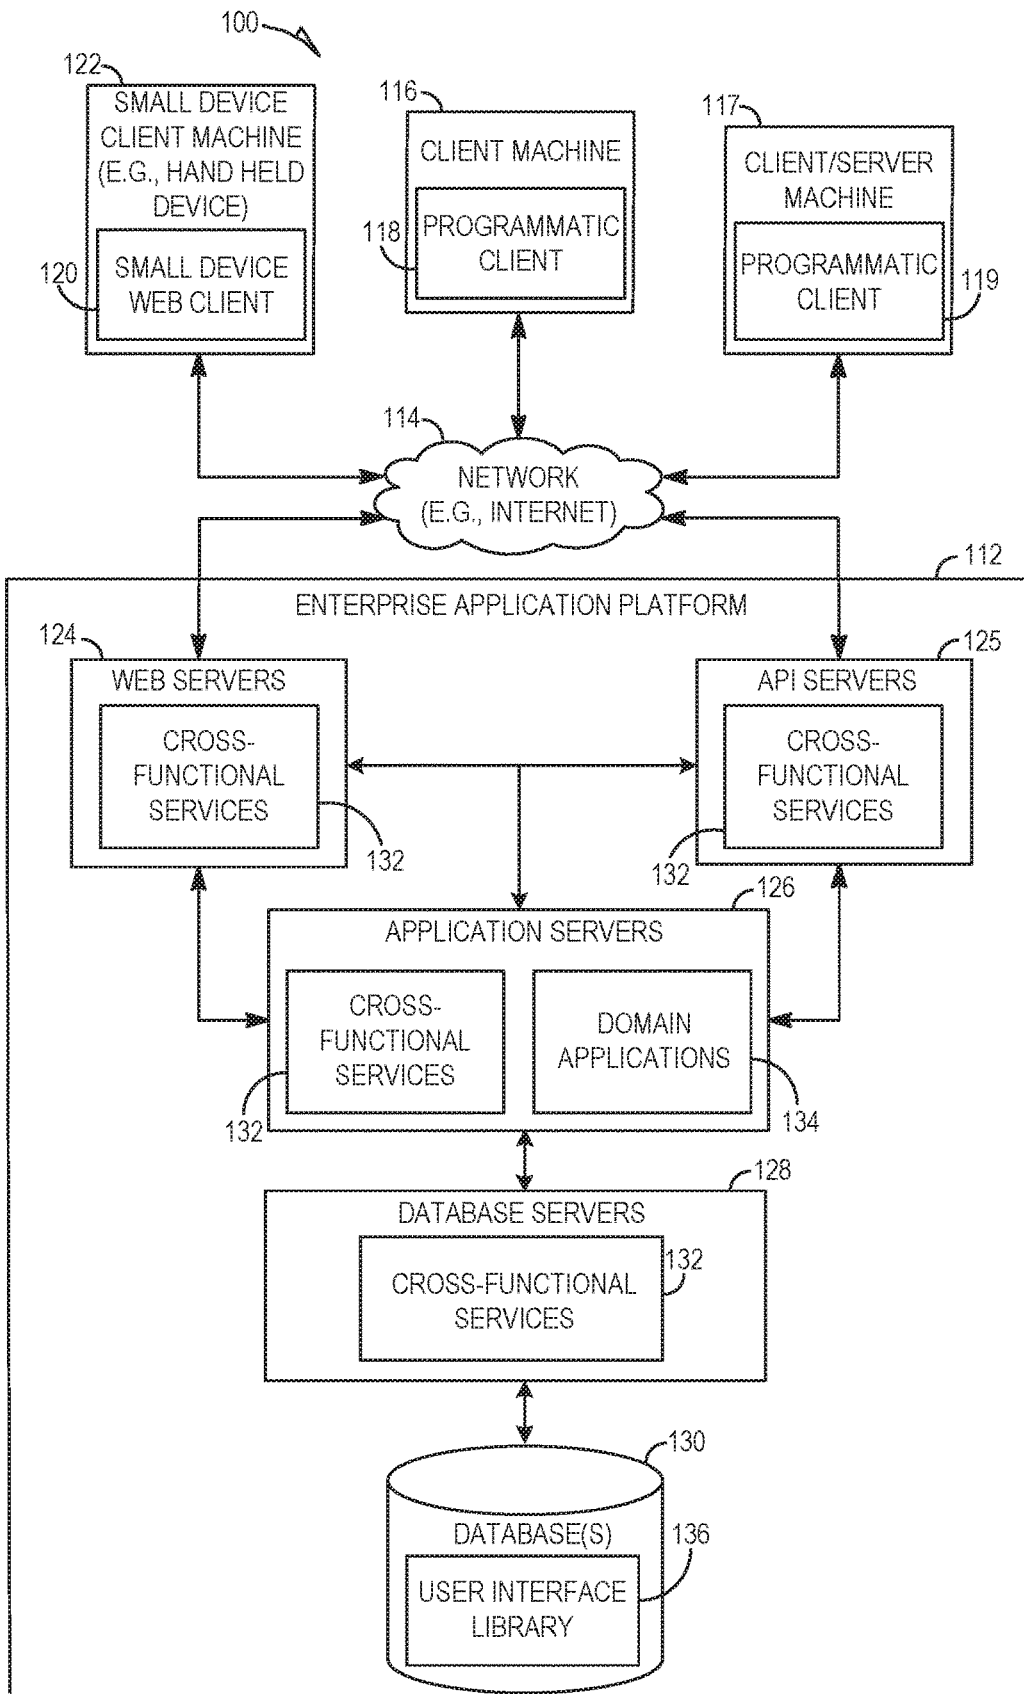 100
122
SMALL DEVICE
CLIENT MACHINE
(E.G., HAND HELD
DEVICE)
120
SMALL DEVICE
WEB CLIENT
116
CLIENT MACHINE
118
PROGRAMMATIC
CLIENT
117
CLIENT/SERVER
MACHINE
PROGRAMMATIC
CLIENT
119
114
NETWORK
(E.G., INTERNET)
112
ENTERPRISE APPLICATION PLATFORM
124
WEB SERVERS
CROSS-
FUNCTIONAL
SERVICES
132
125
API SERVERS
CROSS-
FUNCTIONAL
SERVICES
132
126
APPLICATION SERVERS
CROSS-
FUNCTIONAL
SERVICES
132
DOMAIN
APPLICATIONS
134
128
DATABASE SERVERS
132
CROSS-FUNCTIONAL
SERVICES
130
DATABASE(S)
136
USER INTERFACE
LIBRARY